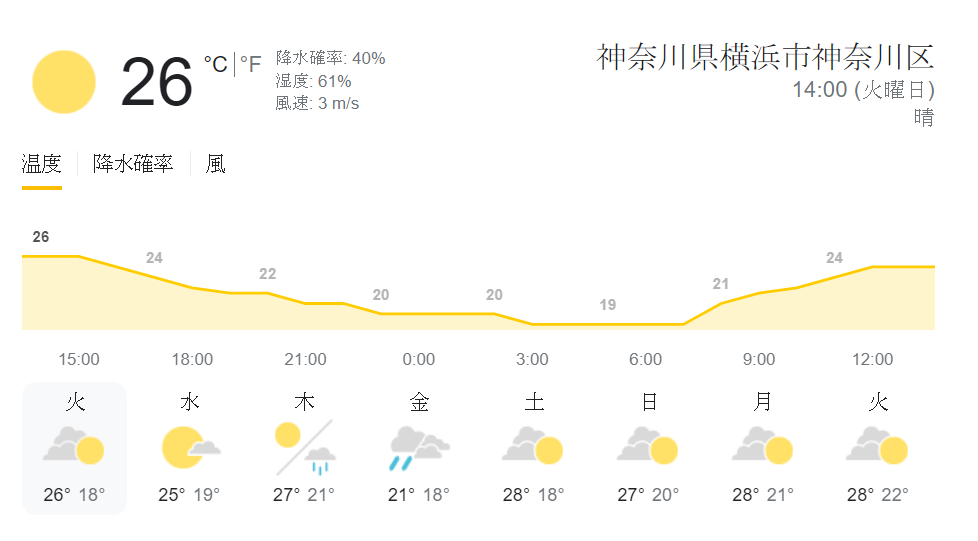 26 °C | °F
降水確率: 40%
湿度: 61%
風速: 3 m/s
神奈川県横浜市神奈川区
14:00 (火曜日)
晴
温度 降水確率 風
26 24 22 20 20 19 21 24
15:00 18:00 21:00 0:00 3:00 6:00 9:00 12:00
火 水 木 金 土 日 月 火
26° 18° 25° 19° 27° 21° 21° 18° 28° 18° 27° 20° 28° 21° 28° 22°